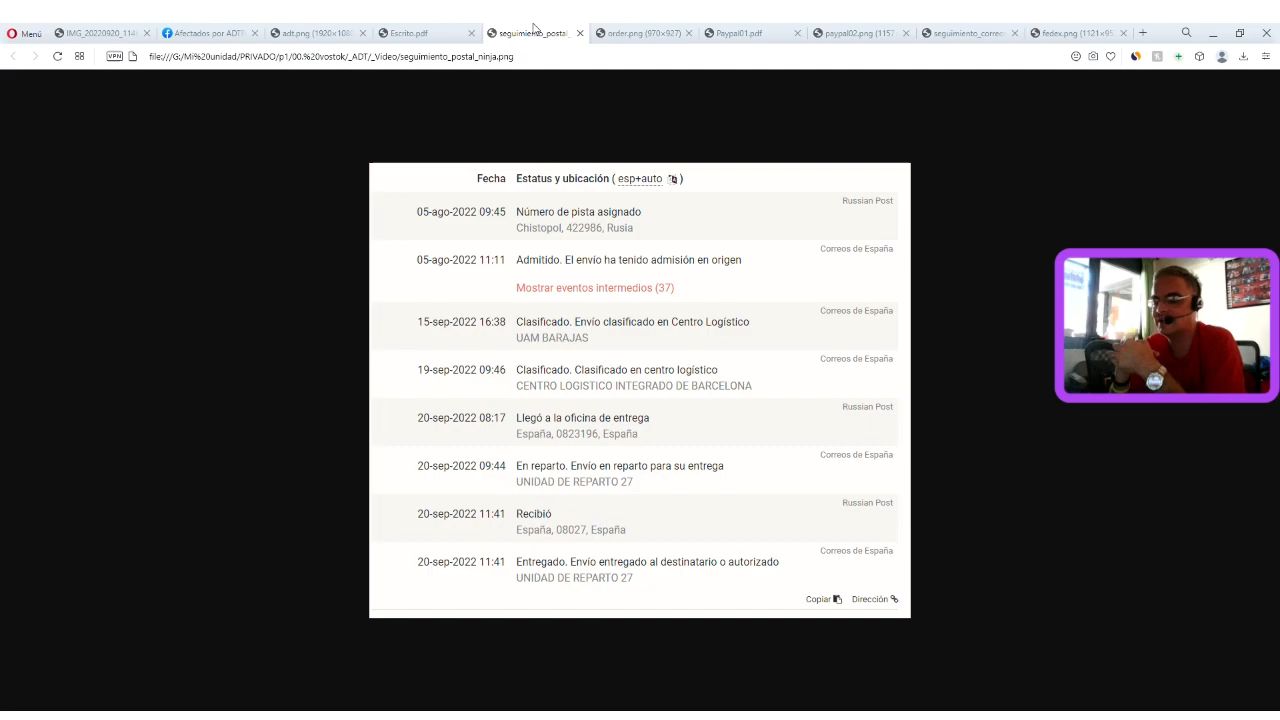 Menú
IMG_20220920_114
Afectados por ADT
adt.png (1920×108
Escrito.pdf
seguimiento_postal_
order.png (970×927)
Paypal01.pdf
paypal02.png (1157
seguimiento_correo
fedex.png (1121×95
VPN
file:///G:/Mi%20unidad/PRIVADO/p1/00.%20vostok/_ADT/_Video/seguimiento_postal_ninja.png
Fecha Estatus y ubicación ( esp+auto )
Russian Post
05-ago-2022 09:45 Número de pista asignado
Chistopol, 422986, Rusia
Correos de España
05-ago-2022 11:11 Admitido. El envío ha tenido admisión en origen
Mostrar eventos intermedios (37)
Correos de España
15-sep-2022 16:38 Clasificado. Envío clasificado en Centro Logístico
UAM BARAJAS
Correos de España
19-sep-2022 09:46 Clasificado. Clasificado en centro logístico
CENTRO LOGISTICO INTEGRADO DE BARCELONA
Russian Post
20-sep-2022 08:17 Llegó a la oficina de entrega
España, 0823196, España
Correos de España
20-sep-2022 09:44 En reparto. Envío en reparto para su entrega
UNIDAD DE REPARTO 27
Russian Post
20-sep-2022 11:41 Recibió
España, 08027, España
Correos de España
20-sep-2022 11:41 Entregado. Envío entregado al destinatario o autorizado
UNIDAD DE REPARTO 27
Copiar Dirección